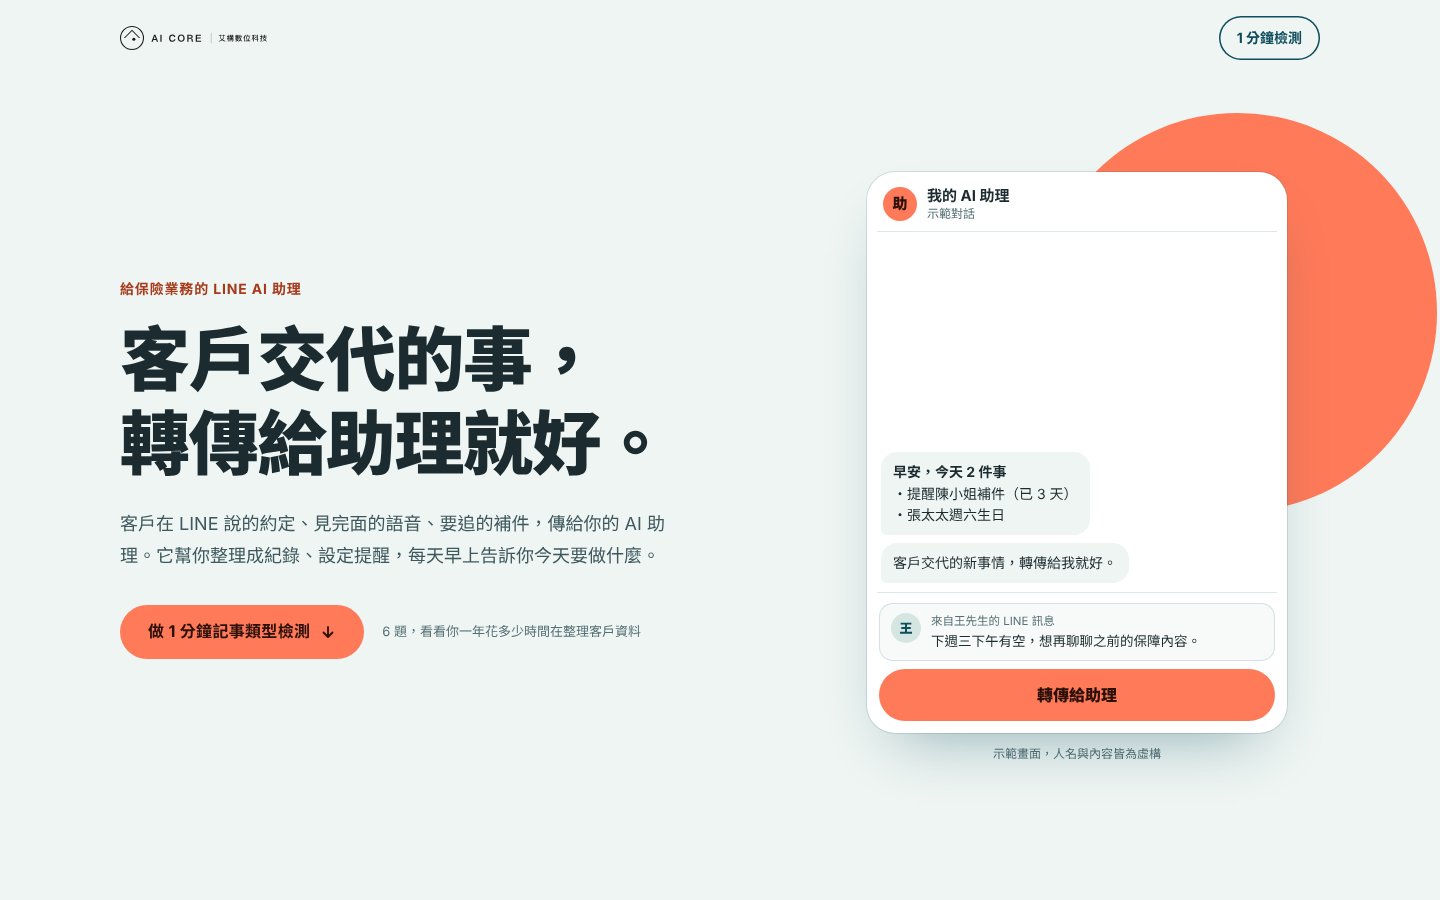 AI CORE | 艾構數位科技
1 分鐘檢測
給保險業務的 LINE AI 助理
客戶交代的事，
轉傳給助理就好。
客戶在 LINE 說的約定、見完面的語音、要追的補件，傳給你的 AI 助
理。它幫你整理成紀錄、設定提醒，每天早上告訴你今天要做什麼。
做 1 分鐘記事類型檢測 ↓
6 題，看看你一年花多少時間在整理客戶資料
助
我的 AI 助理
示範對話
早安，今天 2 件事
・提醒陳小姐補件（已 3 天）
・張太太週六生日
客戶交代的新事情，轉傳給我就好。
王
來自王先生的 LINE 訊息
下週三下午有空，想再聊聊之前的保障內容。
轉傳給助理
示範畫面，人名與內容皆為虛構